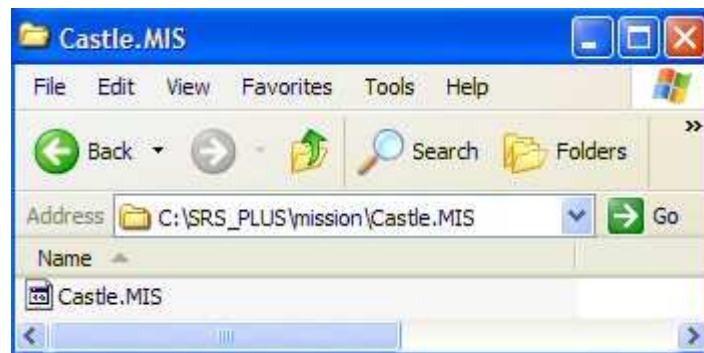 Castle.MIS
File Edit View Favorites Tools Help
Back Search Folders »
Address C:\SRS_PLUS\mission\Castle.MIS Go
Name
Castle.MIS